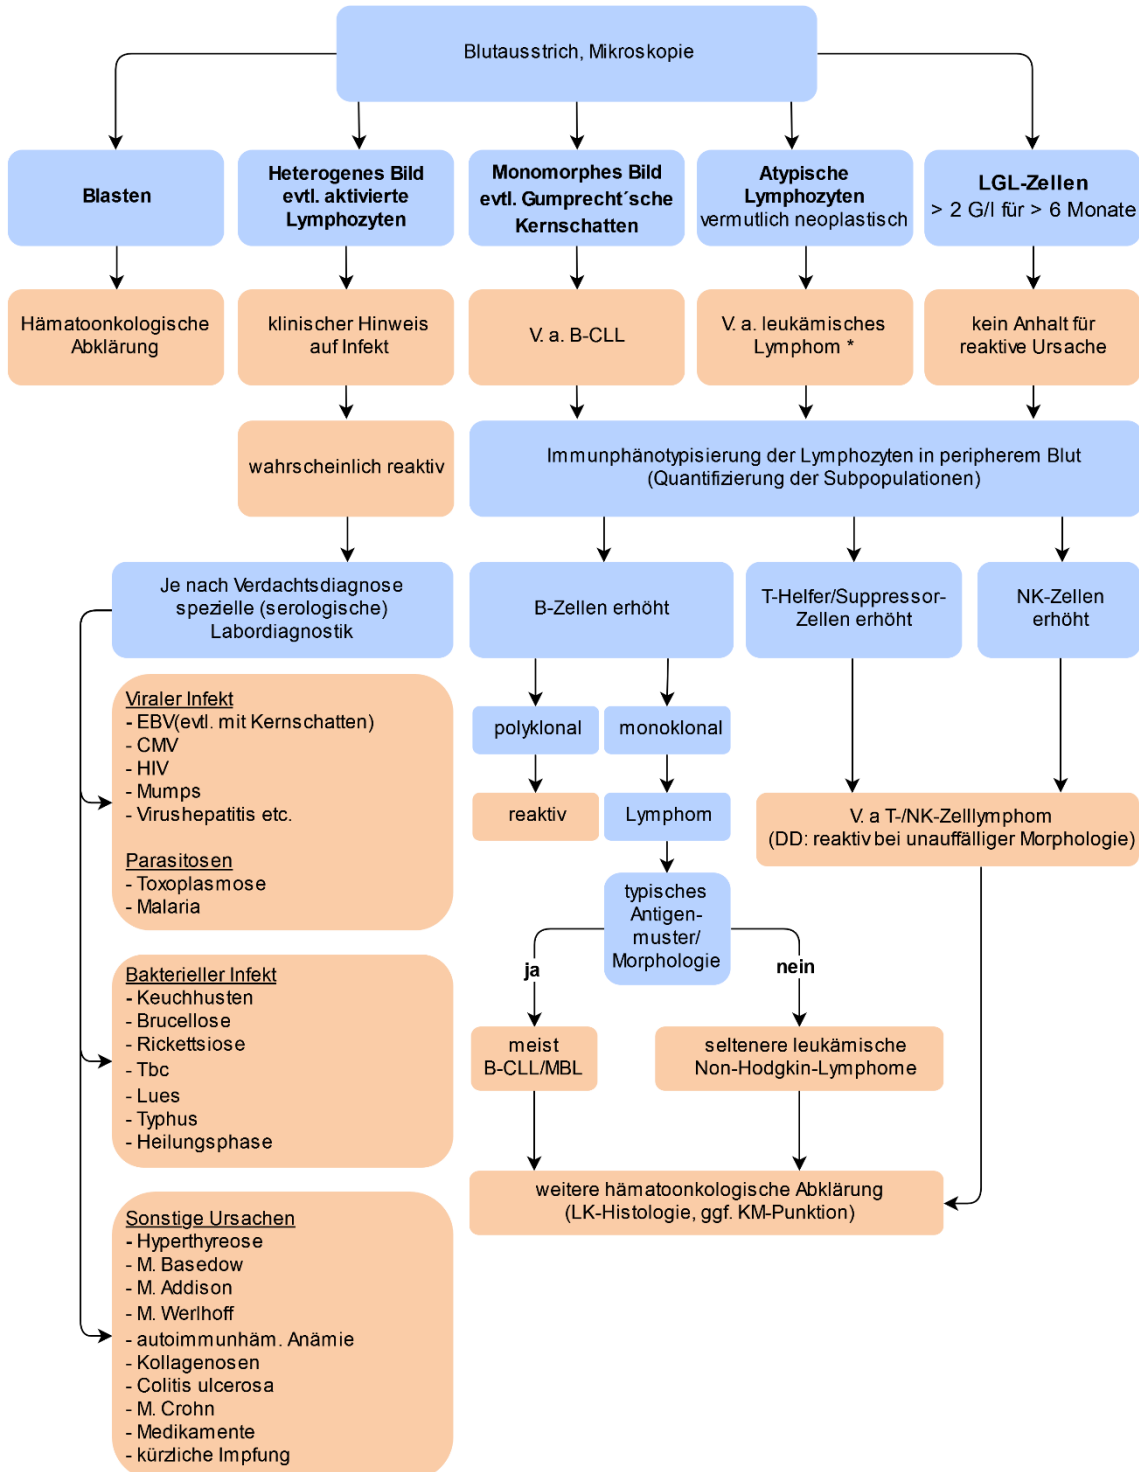 Blutausstrich, Mikroskopie
Blasten
Heterogenes Bild
evtl. aktivierte
Lymphozyten
Monomorphes Bild
evtl. Gumprecht´sche
Kernschatten
Atypische
Lymphozyten
vermutlich neoplastisch
LGL-Zellen
> 2 G/l für > 6 Monate
Hämatoonkologische
Abklärung
klinischer Hinweis
auf Infekt
V. a. B-CLL
V. a. leukämisches
Lymphom *
kein Anhalt für
reaktive Ursache
wahrscheinlich reaktiv
Immunphänotypisierung der Lymphozyten in peripherem Blut
(Quantifizierung der Subpopulationen)
Je nach Verdachtsdiagnose
spezielle (serologische)
Labordiagnostik
B-Zellen erhöht
T-Helfer/Suppressor-
Zellen erhöht
NK-Zellen
erhöht
Viraler Infekt
- EBV(evtl. mit Kernschatten)
- CMV
- HIV
- Mumps
- Virushepatitis etc.
Parasitosen
- Toxoplasmose
- Malaria
polyklonal
monoklonal
reaktiv
Lymphom
V. a T-/NK-Zelllymphom
(DD: reaktiv bei unauffälliger Morphologie)
typisches
Antigen-
muster/
Morphologie
ja
nein
Bakterieller Infekt
- Keuchhusten
- Brucellose
- Rickettsiose
- Tbc
- Lues
- Typhus
- Heilungsphase
meist
B-CLL/MBL
seltenere leukämische
Non-Hodgkin-Lymphome
weitere hämatoonkologische Abklärung
(LK-Histologie, ggf. KM-Punktion)
Sonstige Ursachen
- Hyperthyreose
- M. Basedow
- M. Addison
- M. Werlhoff
- autoimmunhäm. Anämie
- Kollagenosen
- Colitis ulcerosa
- M. Crohn
- Medikamente
- kürzliche Impfung